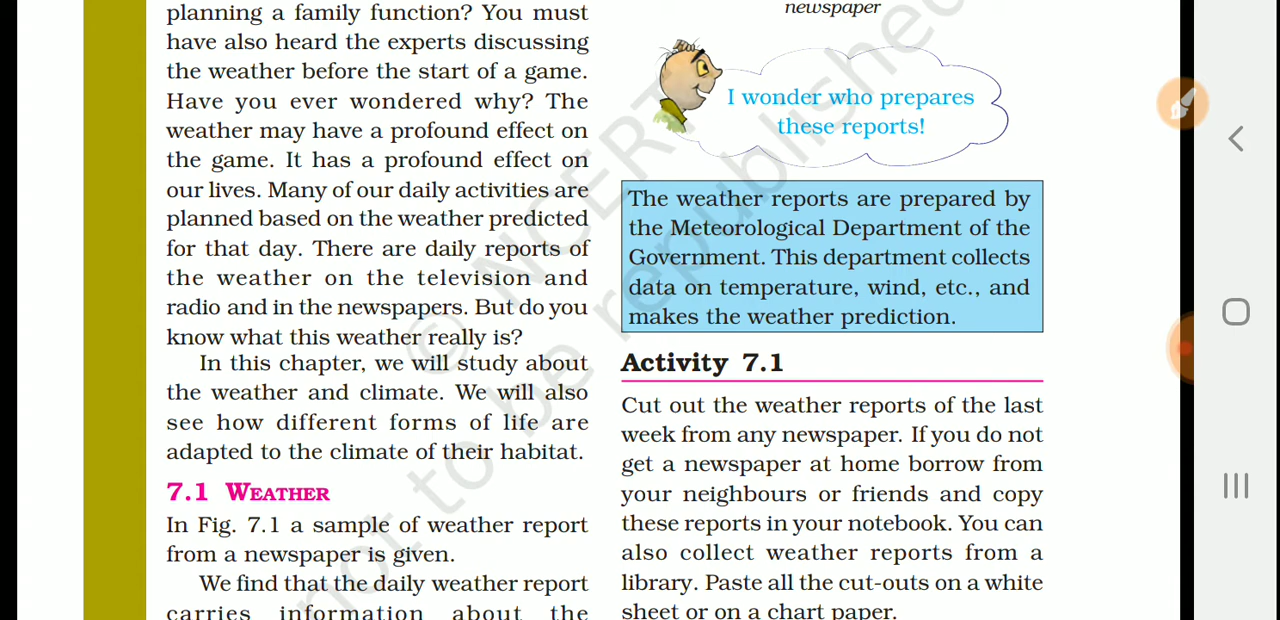 planning a family function? You must
have also heard the experts discussing
the weather before the start of a game.
Have you ever wondered why? The
weather may have a profound effect on
the game. It has a profound effect on
our lives. Many of our daily activities are
planned based on the weather predicted
for that day. There are daily reports of
the weather on the television and
radio and in the newspapers. But do you
know what this weather really is?
In this chapter, we will study about
the weather and climate. We will also
see how different forms of life are
adapted to the climate of their habitat.
7.1 WEATHER
In Fig. 7.1 a sample of weather report
from a newspaper is given.
We find that the daily weather report
carries information about the
newspaper
I wonder who prepares
these reports!
The weather reports are prepared by
the Meteorological Department of the
Government. This department collects
data on temperature, wind, etc., and
makes the weather prediction.
Activity 7.1
Cut out the weather reports of the last
week from any newspaper. If you do not
get a newspaper at home borrow from
your neighbours or friends and copy
these reports in your notebook. You can
also collect weather reports from a
library. Paste all the cut-outs on a white
sheet or on a chart paper.
© NCERT
not to be republished